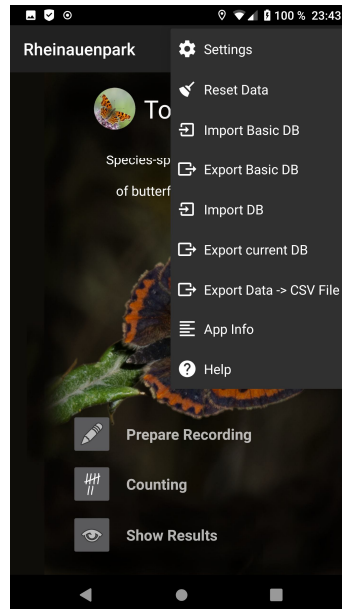 100 % 23:43
Rheinauenpark
Settings
Reset Data
To
Import Basic DB
Species-sp
Export Basic DB
of butterf
Import DB
Export current DB
Export Data -> CSV File
App Info
Help
Prepare Recording
Counting
Show Results